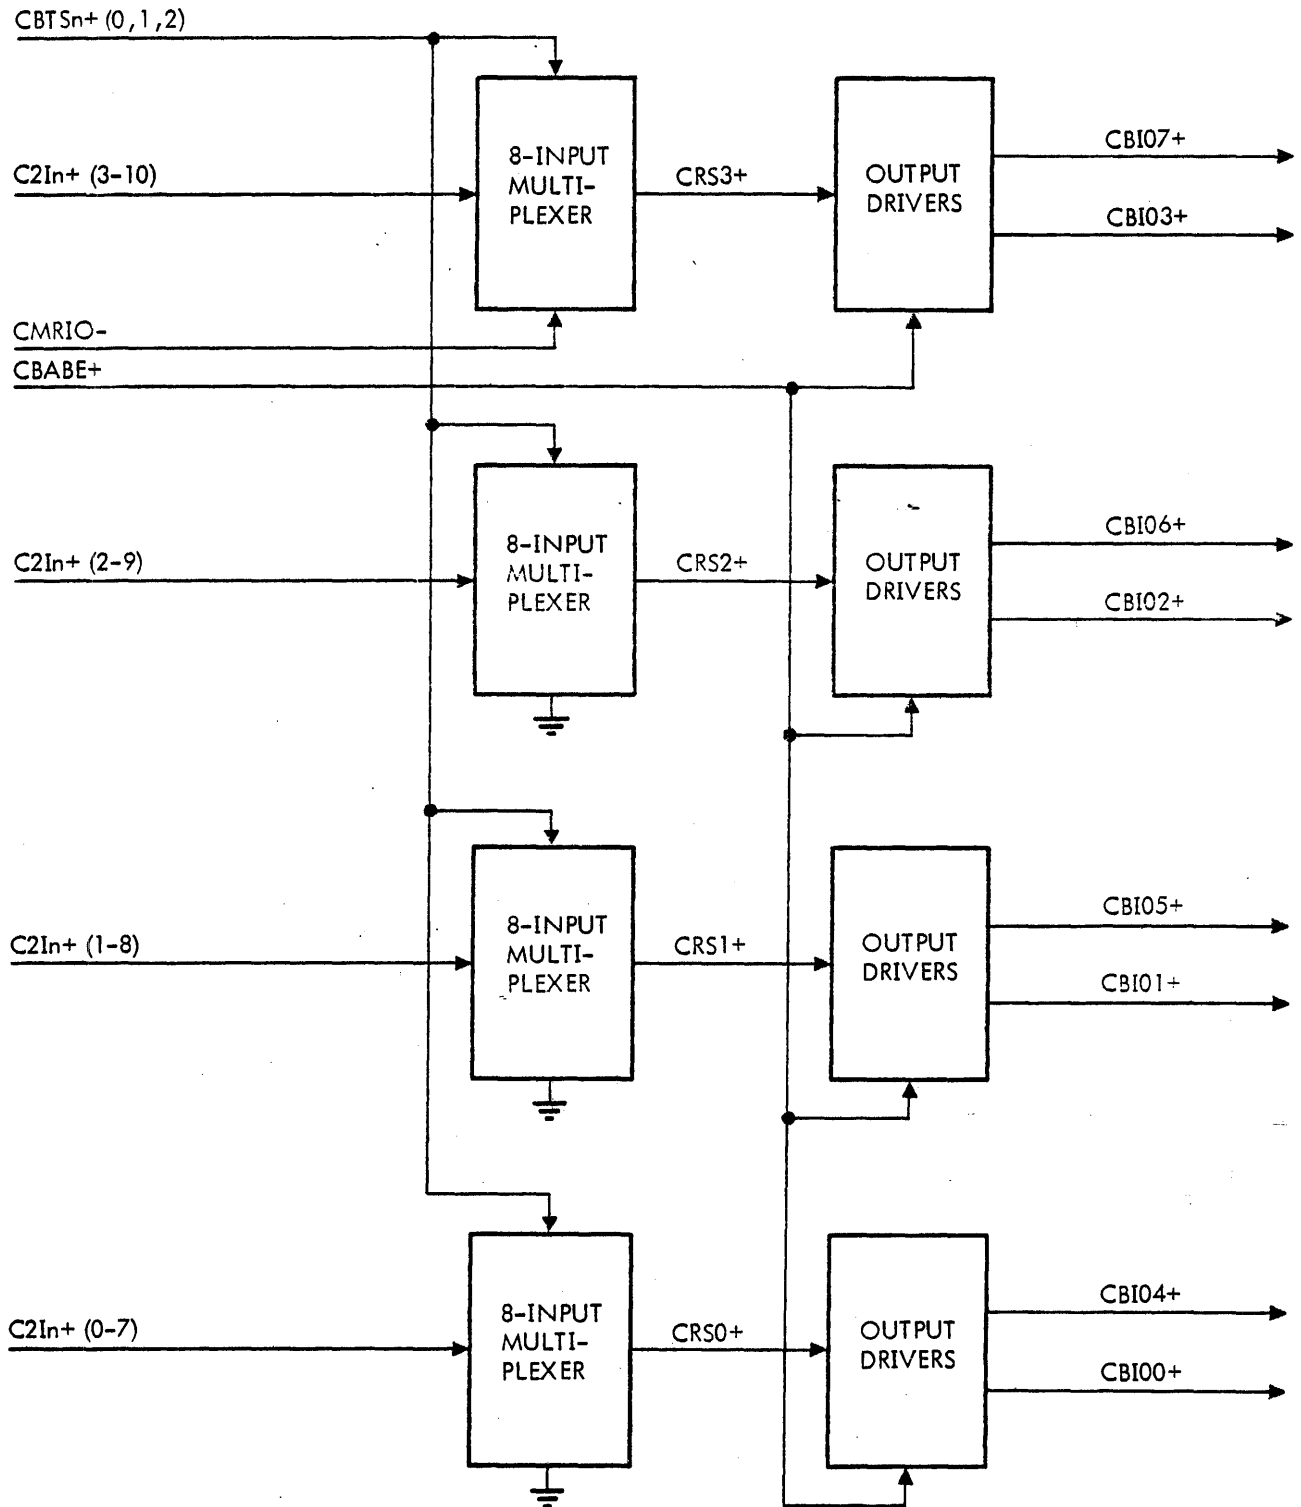 CBTSn+ (0,1,2)
C2In+ (3-10)
8-INPUT
MULTI-
PLEXER
CRS3+
OUTPUT
DRIVERS
CBI07+
CBI03+
CMRIO-
CBABE+
C2In+ (2-9)
8-INPUT
MULTI-
PLEXER
CRS2+
OUTPUT
DRIVERS
CBI06+
CBI02+
C2In+ (1-8)
8-INPUT
MULTI-
PLEXER
CRS1+
OUTPUT
DRIVERS
CBI05+
CBI01+
C2In+ (0-7)
8-INPUT
MULTI-
PLEXER
CRS0+
OUTPUT
DRIVERS
CBI04+
CBI00+